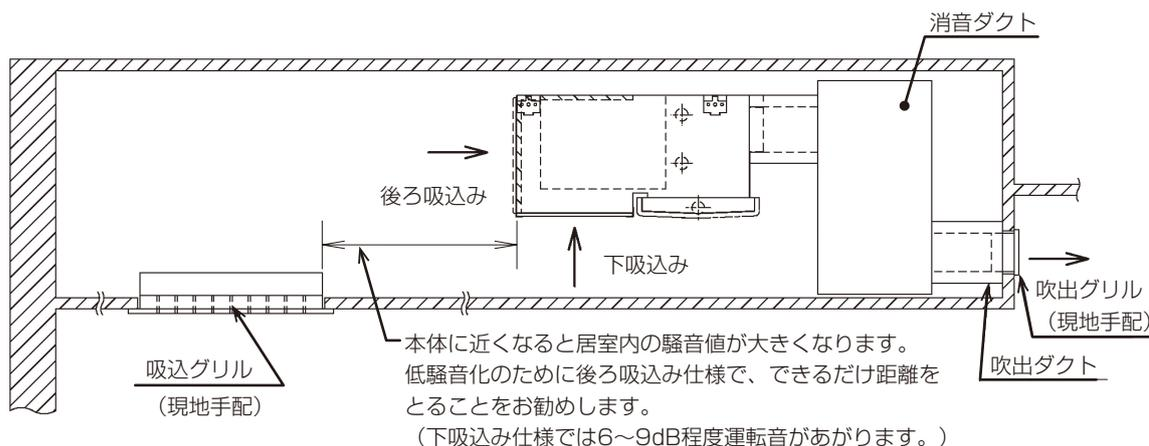 消音ダクト
後ろ吸込み
下吸込み
吹出グリル
(現地手配)
本体に近くなると居室内の騒音値が大きくなります。
低騒音化のために後ろ吸込み仕様で、できるだけ距離を
とることをお勧めします。
(下吸込み仕様では6〜9dB程度運転音があがります。)
吹出ダクト
吸込グリル
(現地手配)